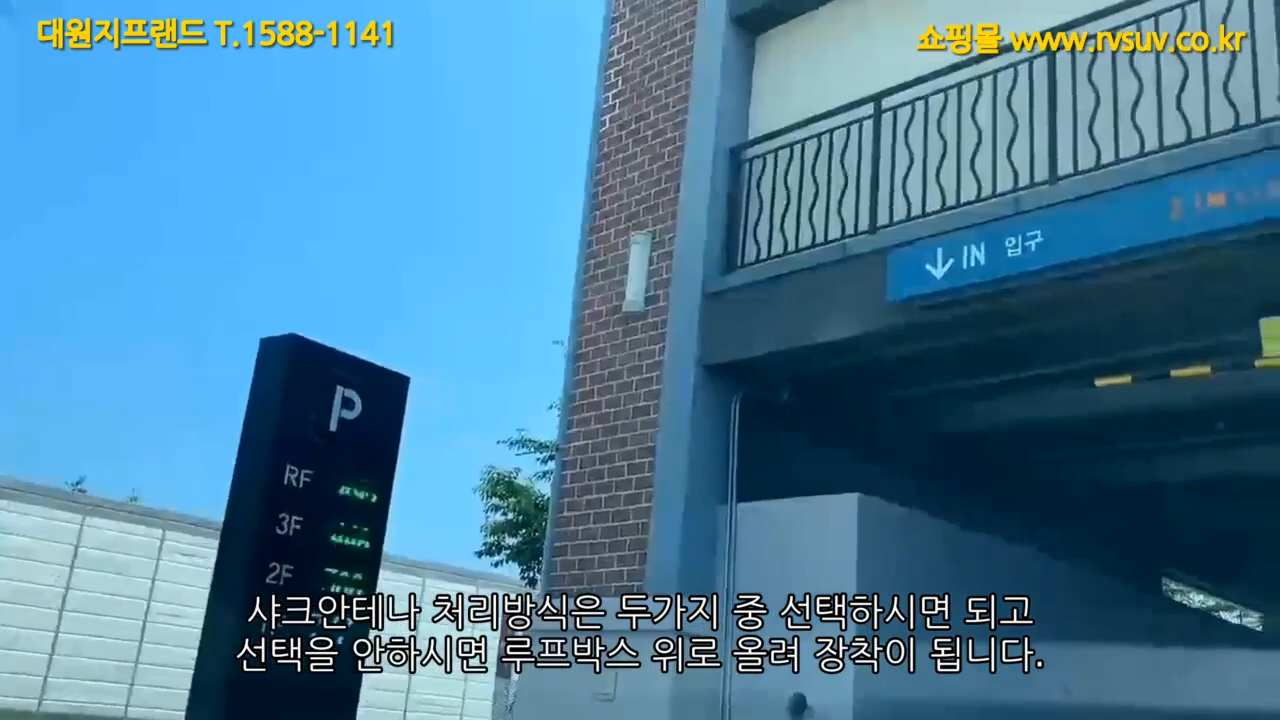 대원지프랜드 T.1588-1141
쇼핑몰 www.rvsuv.co.kr
IN 입구
P
RF
3F
2F
샤크안테나 처리방식은 두가지 중 선택하시면 되고
선택을 안하시면 루프박스 위로 올려 장착이 됩니다.